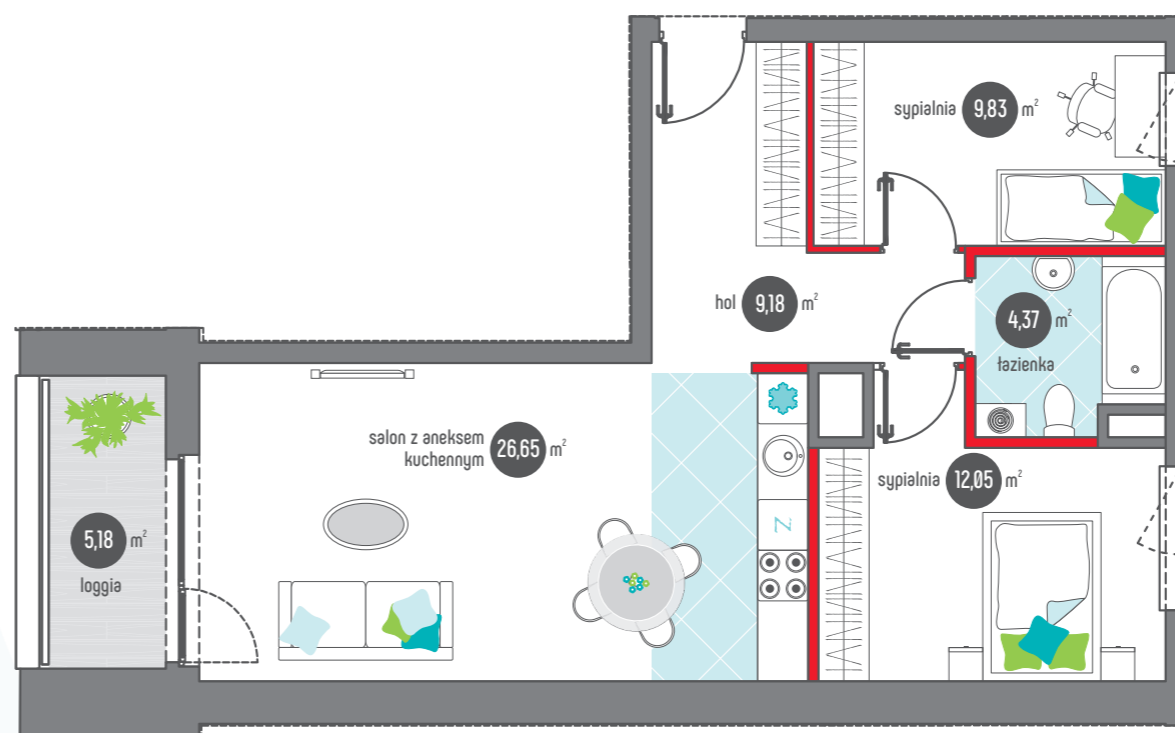 sypialnia 9,83 m²
hol 9,18 m²
4,37 m²
łazienka
salon z aneksem
kuchennym 26,65 m²
sypialnia 12,05 m²
5,18 m²
loggia
Z